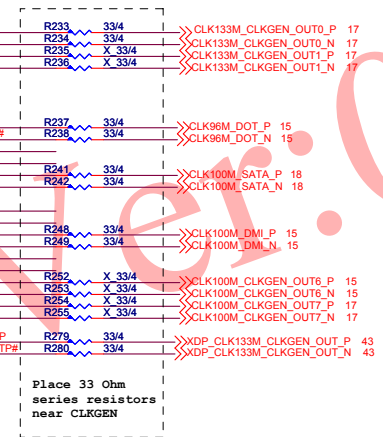 R233 33/4 CLK133M_CLKGEN_OUT0_P 17
R234 33/4 CLK133M_CLKGEN_OUT0_N 17
R235 X_33/4 CLK133M_CLKGEN_OUT1_P 17
R236 X_33/4 CLK133M_CLKGEN_OUT1_N 17
R237 33/4 CLK96M_DOT_P 15
# R238 33/4 CLK96M_DOT_N 15
R241 33/4 CLK100M_SATA_P 18
R242 33/4 CLK100M_SATA_N 18
R248 33/4 CLK100M_DMI_P 15
R249 33/4 CLK100M_DMI_N 15
R252 X_33/4 CLK100M_CLKGEN_OUT6_P 15
R253 X_33/4 CLK100M_CLKGEN_OUT6_N 15
R254 X_33/4 CLK100M_CLKGEN_OUT7_P 17
R255 X_33/4 CLK100M_CLKGEN_OUT7_N 17
P R279 33/4 XDP_CLK133M_CLKGEN_OUT_P 43
TP# R280 33/4 XDP_CLK133M_CLKGEN_OUT_N 43
Place 33 Ohm
series resistors
near CLKGEN
Ver: